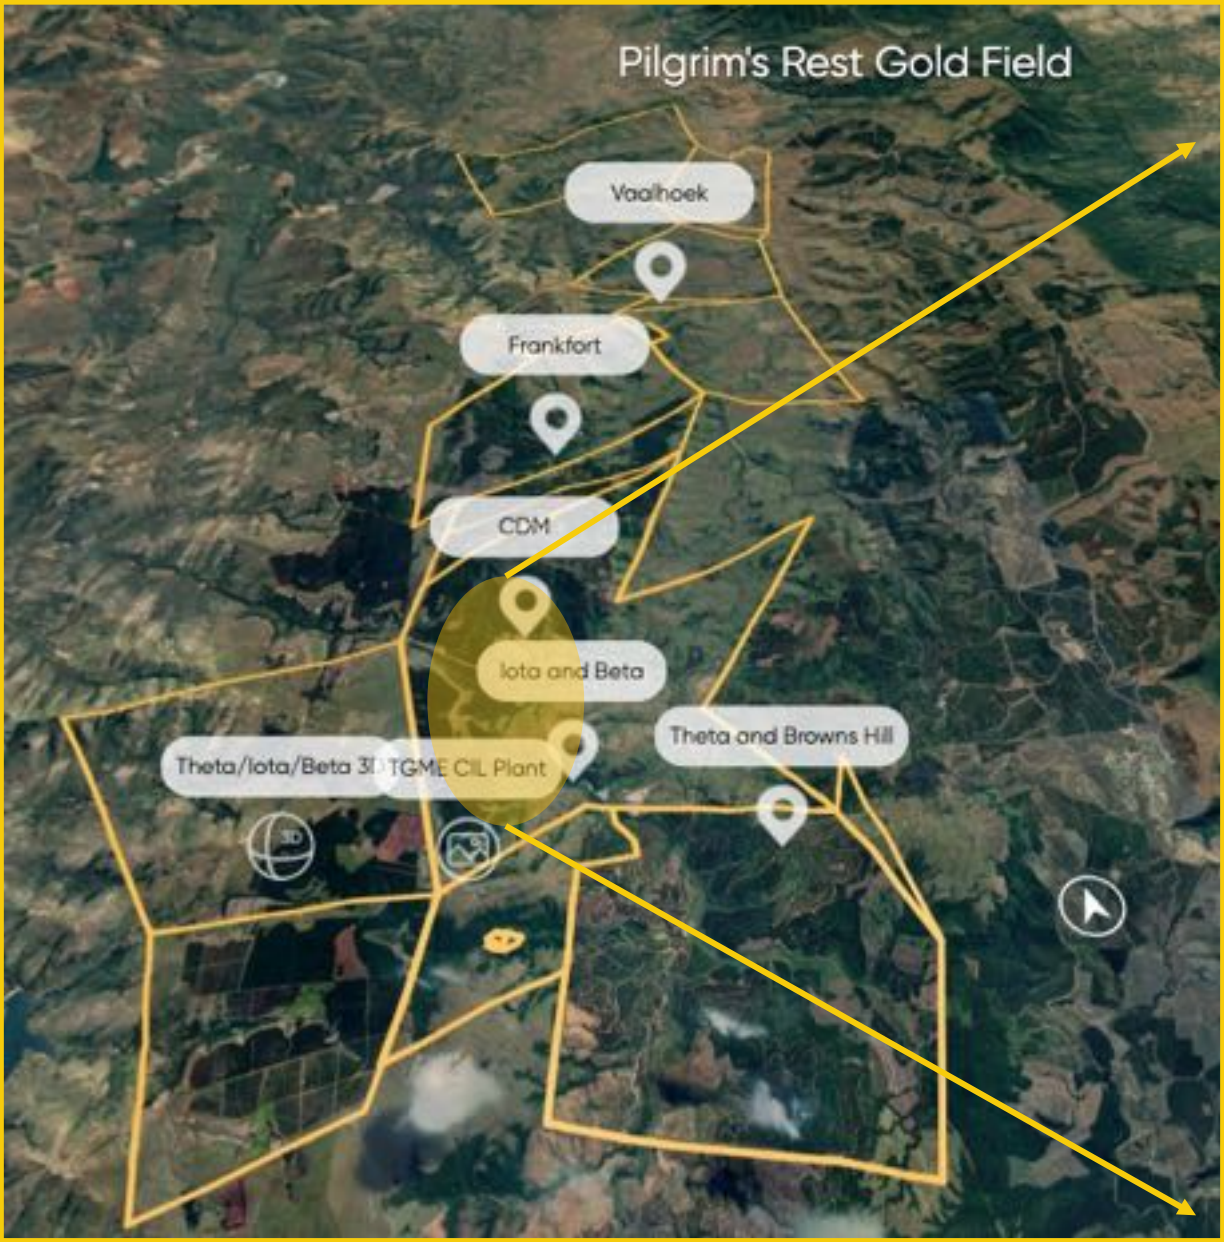 Pilgrim's Rest Gold Field
Vaalhoek
Frankfort
CDM
Iota and Beta
Theta and Browns Hill
Theta/Iota/Beta 3D
TGME CIL Plant
3D